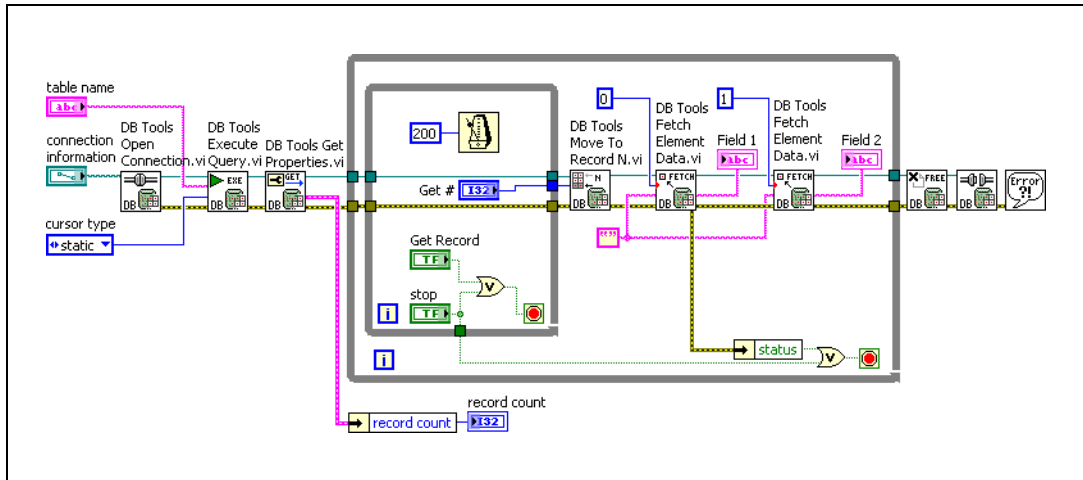 table name
abc
connection
information
DB Tools
Open
Connection.vi
DB
DB Tools
Execute
Query.vi
EXE
DB
DB Tools Get
Properties.vi
GET
DB
cursor type
static
200
Get #
I32
Get Record
TF
stop
TF
V
i
i
DB Tools
Move To
Record N.vi
N
DB
0
DB Tools
Fetch
Element
Data.vi
FETCH
DB
Field 1
abc
1
DB Tools
Fetch
Element
Data.vi
FETCH
DB
Field 2
abc
status
V
FREE
DB
DB
Error
?!
record count
record count
I32